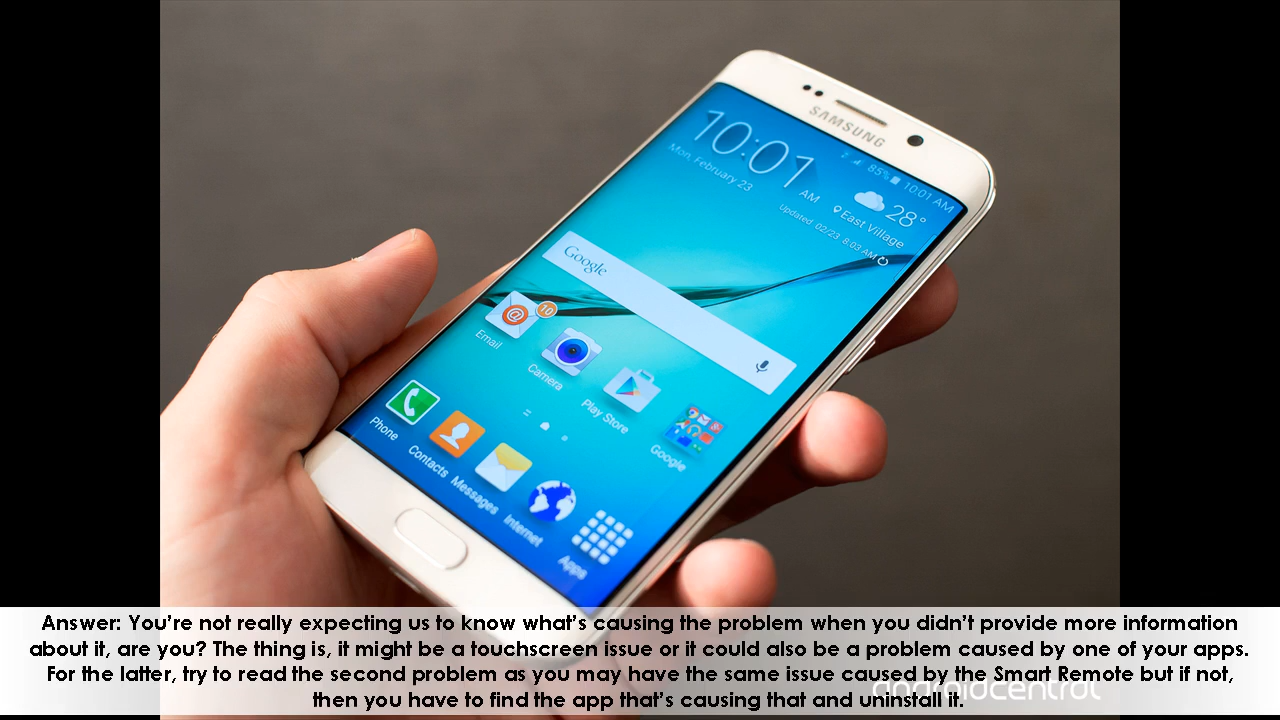 SAMSUNG
85% 10:01 AM
10:01 AM
Mon, February 23
28°
East Village
Updated 02/23 8:03 AM
Google
10
Email
Camera
Play Store
Google
Phone
Contacts
Messages
Internet
Apps
Answer: You’re not really expecting us to know what’s causing the problem when you didn’t provide more information
about it, are you? The thing is, it might be a touchscreen issue or it could also be a problem caused by one of your apps.
For the latter, try to read the second problem as you may have the same issue caused by the Smart Remote but if not,
then you have to find the app that’s causing that and uninstall it.
androidcentral